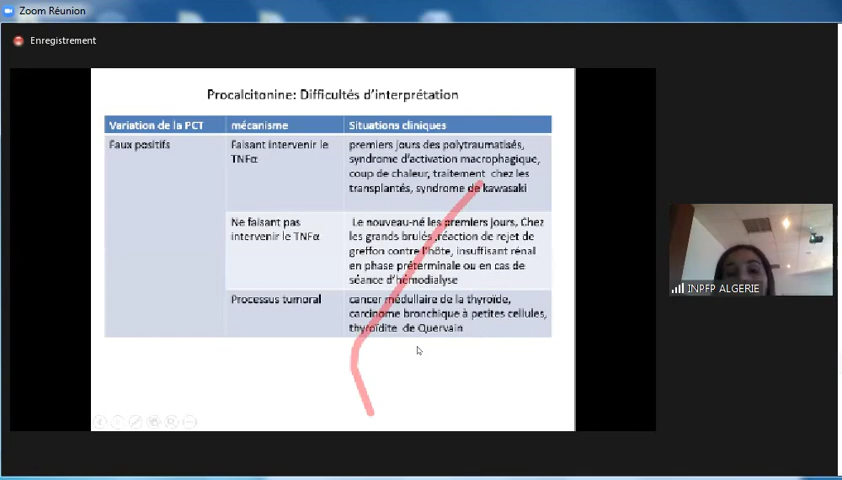 Zoom Réunion
Enregistrement
Procalcitonine: Difficultés d'interprétation
Variation de la PCT
mécanisme
Situations cliniques
Faux positifs
Faisant intervenir le
TNFα
premiers jours des polytraumatisés,
syndrome d'activation macrophagique,
coup de chaleur, traitement chez les
transplantés, syndrome de kawasaki
Ne faisant pas
intervenir le TNFα
Le nouveau-né les premiers jours, Chez
les grands brulés ,réaction de rejet de
greffon contre l'hôte, insuffisant rénal
en phase préterminale ou en cas de
séance d'hémodialyse
Processus tumoral
cancer médullaire de la thyroïde,
carcinome bronchique à petites cellules,
thyroïdite de Quervain
INPFP ALGERIE